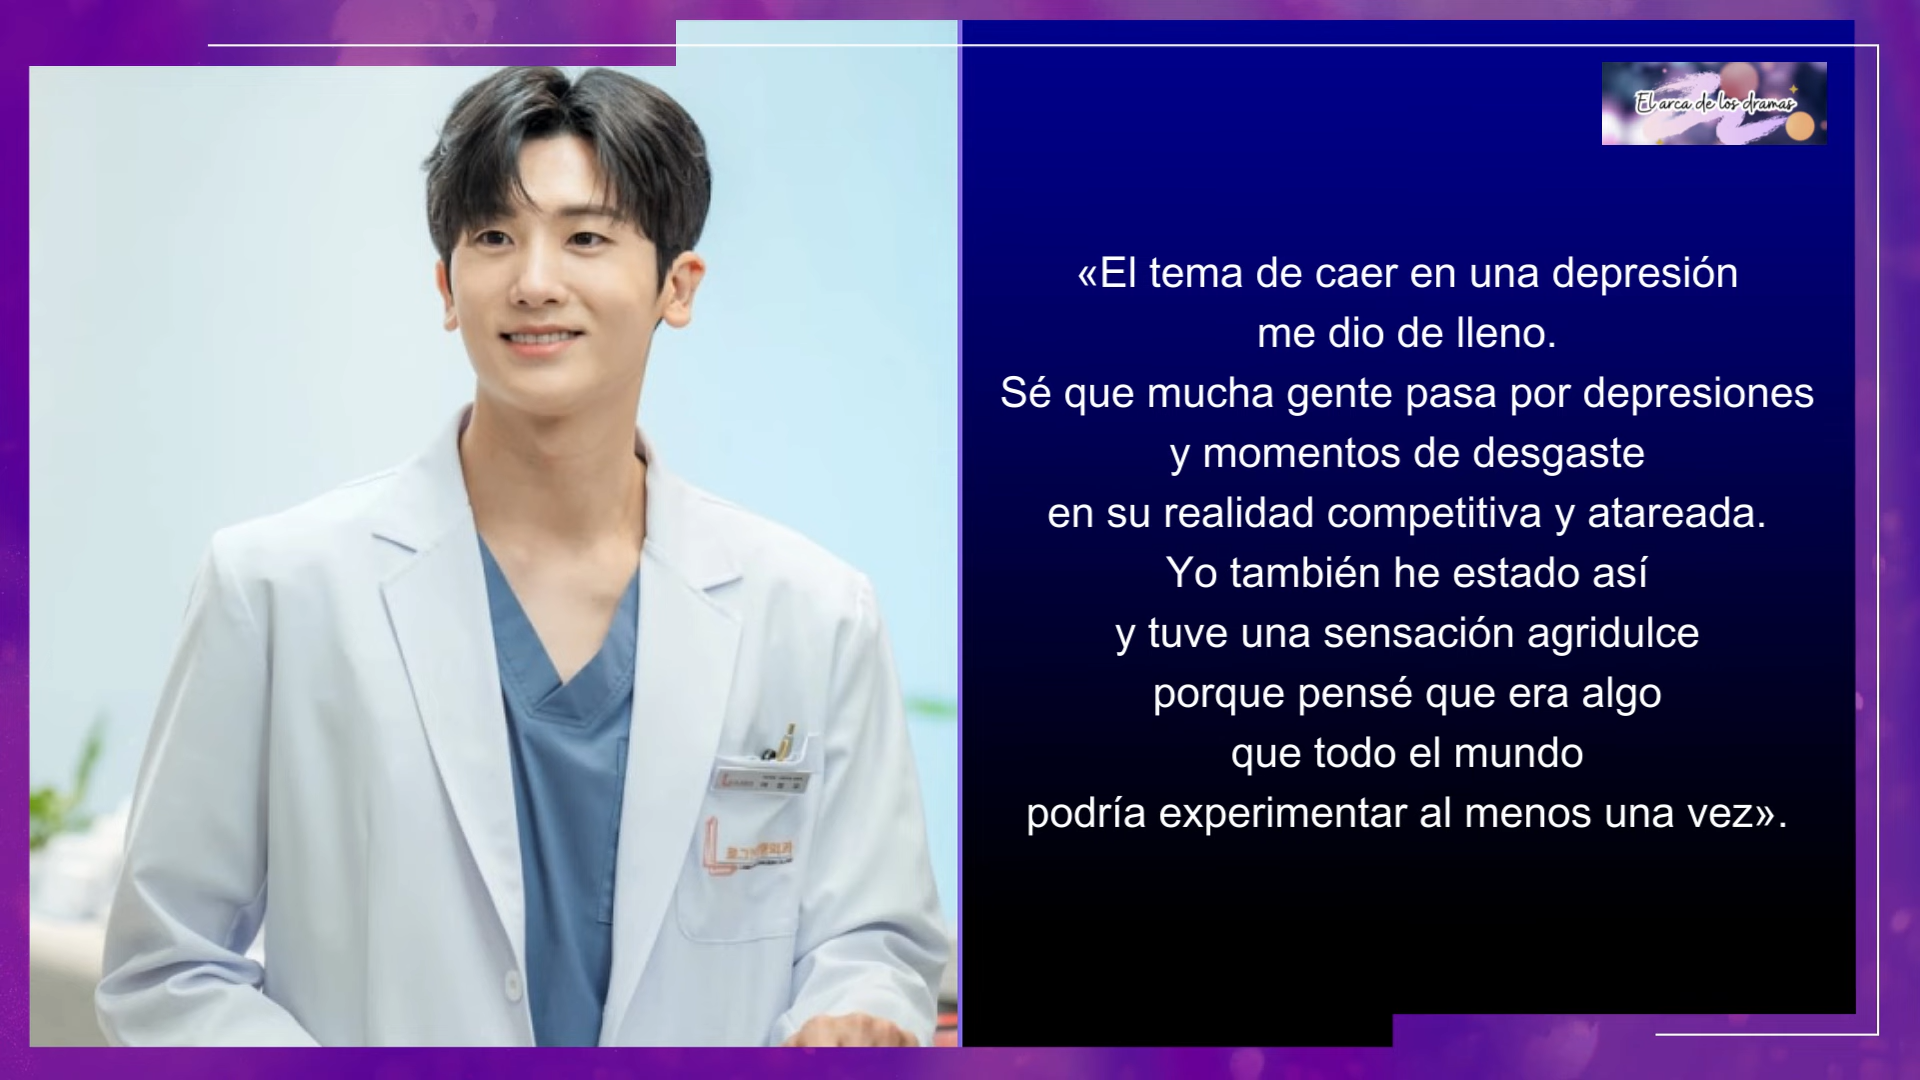 El arca de los dramas
«El tema de caer en una depresión
me dio de lleno.
Sé que mucha gente pasa por depresiones
y momentos de desgaste
en su realidad competitiva y atareada.
Yo también he estado así
y tuve una sensación agridulce
porque pensé que era algo
que todo el mundo
podría experimentar al menos una vez».